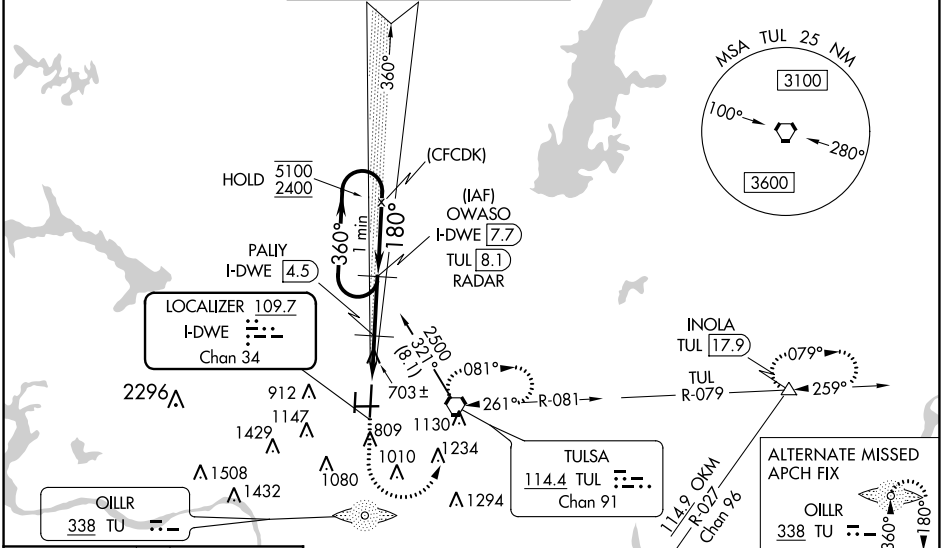 MSA TUL 25 NM
3100
100°
280°
3600
360°
(CFCDK)
HOLD 5100
2400
(IAF)
OWASO
I-DWE 7.7
TUL 8.1
RADAR
360°
1 min
180°
PALIY
I-DWE 4.5
LOCALIZER 109.7
I-DWE
Chan 34
2500
321°
(8.1)
INOLA
TUL 17.9
081°
261°
R-081
TUL
R-079
079°
259°
2296
912
703 ±
1147
809
1130
1429
1010
1234
1080
1508
1432
1294
TULSA
114.4 TUL
Chan 91
114.9 OKM
R-027
Chan 96
OILLR
338 TU
ALTERNATE MISSED
APCH FIX
OILLR
338 TU
360°
180°